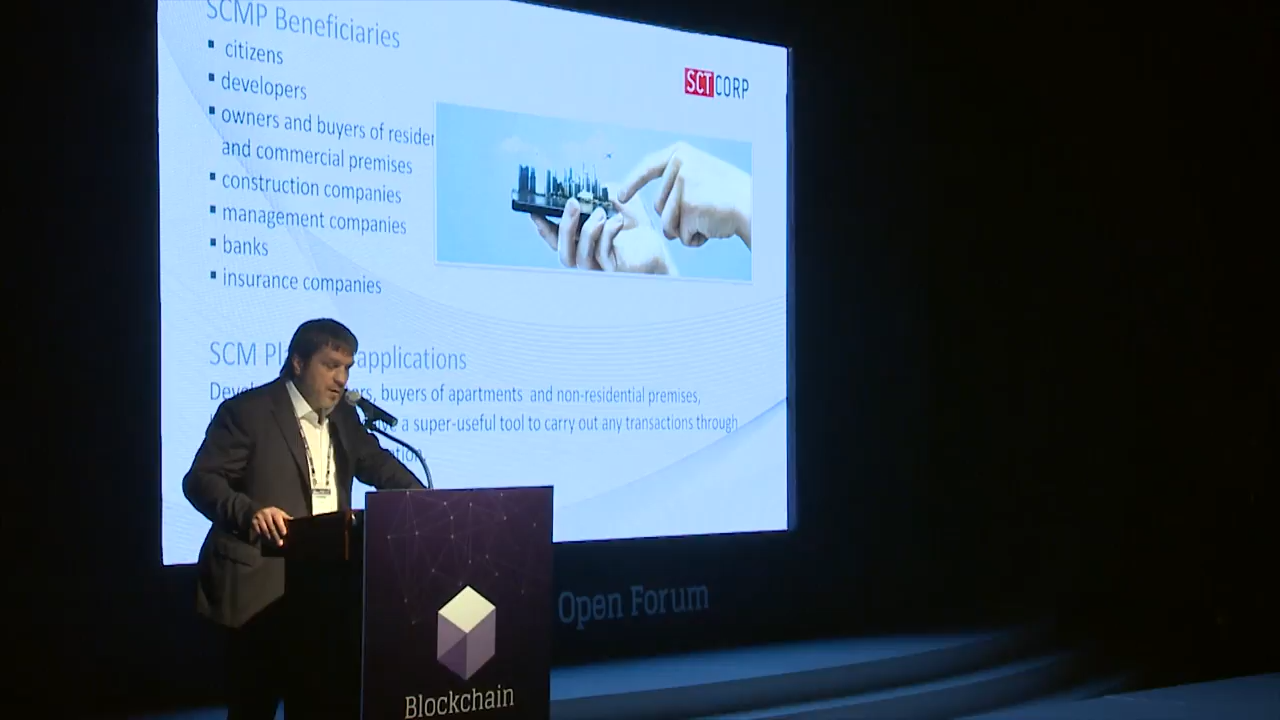 SCMP Beneficiaries
citizens
developers
SCTCORP
owners and buyers of residen
and commercial premises
construction companies
management companies
banks
insurance companies
SCM Pl applications
Deve rs, buyers of apartments and non-residential premises,
a super-useful tool to carry out any transactions through
Open Forum
Blockchain